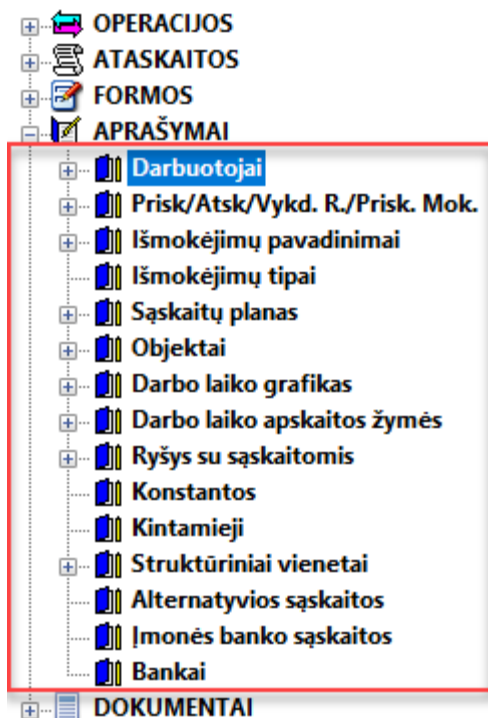 OPERACIJOS
ATASKAITOS
FORMOS
APRAŠYMAI
Darbuotojai
Prisk/Atsk/Vykd. R./Prisk. Mok.
Išmokėjimų pavadinimai
Išmokėjimų tipai
Sąskaitų planas
Objektai
Darbo laiko grafikas
Darbo laiko apskaitos žymės
Ryšys su sąskaitomis
Konstantos
Kintamieji
Struktūriniai vienetai
Alternatyvios sąskaitos
Įmonės banko sąskaitos
Bankai
DOKUMENTAI